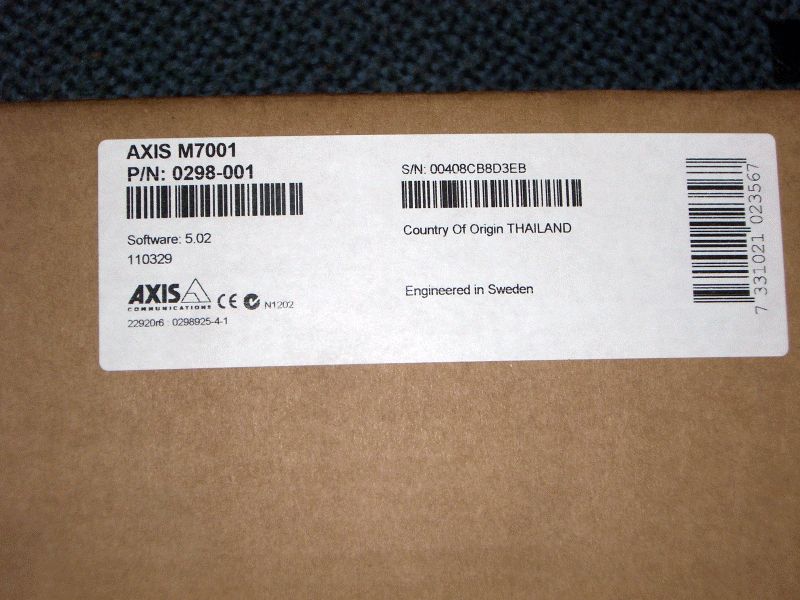 AXIS M7001
P/N: 0298-001
Software: 5.02
110329
AXIS
COMMUNICATIONS
CE N1202
22920r6 0298925-4-1
S/N: 00408CB8D3EB
Country Of Origin THAILAND
Engineered in Sweden
7 331021 023567